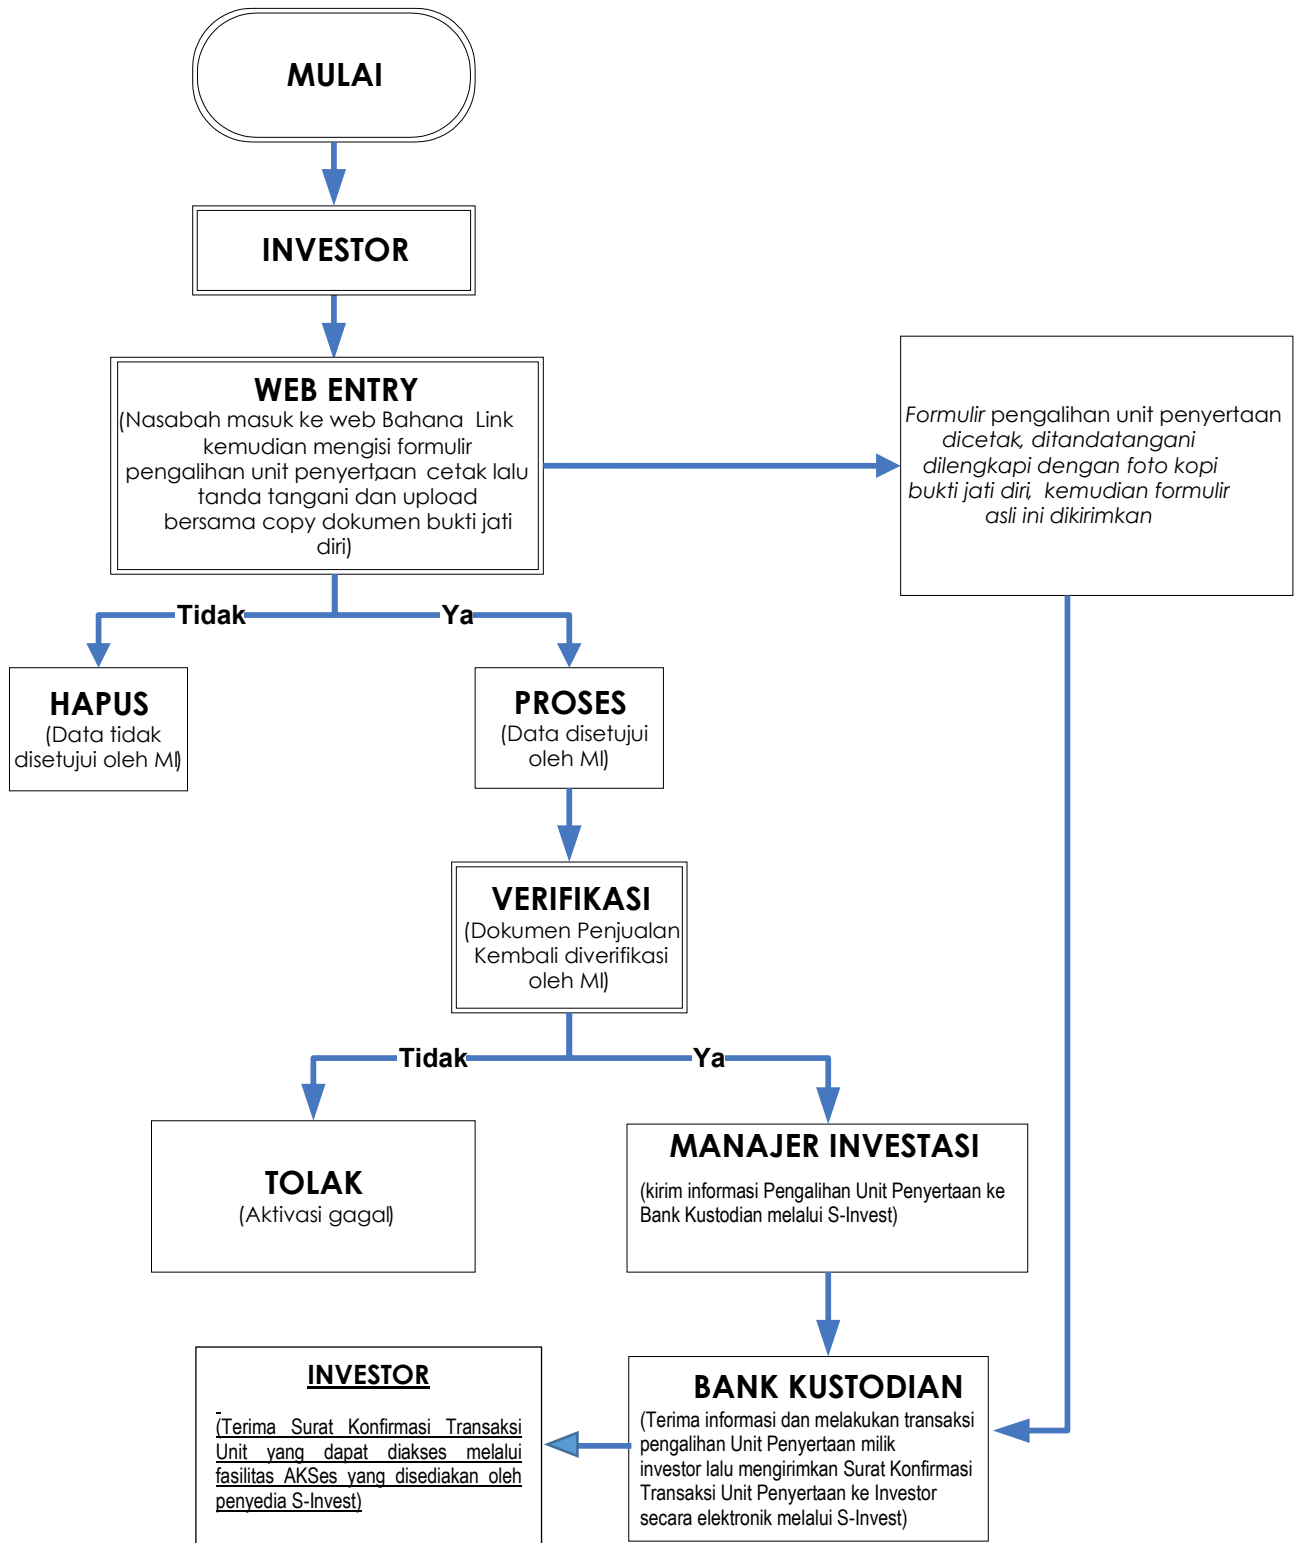 MULAI
INVESTOR
WEB ENTRY
(Nasabah masuk ke web Bahana Link
kemudian mengisi formulir
pengalihan unit penyertaan, cetak lalu
tanda tangani dan upload
bersama copy dokumen bukti jati
diri)
Formulir pengalihan unit penyertaan
dicetak, ditandatangani
dilengkapi dengan foto kopi
bukti jati diri, kemudian formulir
asli ini dikirimkan
Tidak
Ya
HAPUS
(Data tidak
disetujui oleh MI)
PROSES
(Data disetujui
oleh MI)
VERIFIKASI
(Dokumen Penjualan
Kembali diverifikasi
oleh MI)
Tidak
Ya
TOLAK
(Aktivasi gagal)
MANAJER INVESTASI
(kirim informasi Pengalihan Unit Penyertaan ke
Bank Kustodian melalui S-Invest)
BANK KUSTODIAN
(Terima informasi dan melakukan transaksi
pengalihan Unit Penyertaan milik
investor lalu mengirimkan Surat Konfirmasi
Transaksi Unit Penyertaan ke Investor
secara elektronik melalui S-Invest)
INVESTOR
(Terima Surat Konfirmasi Transaksi
Unit yang dapat diakses melalui
fasilitas AKSes yang disediakan oleh
penyedia S-Invest)